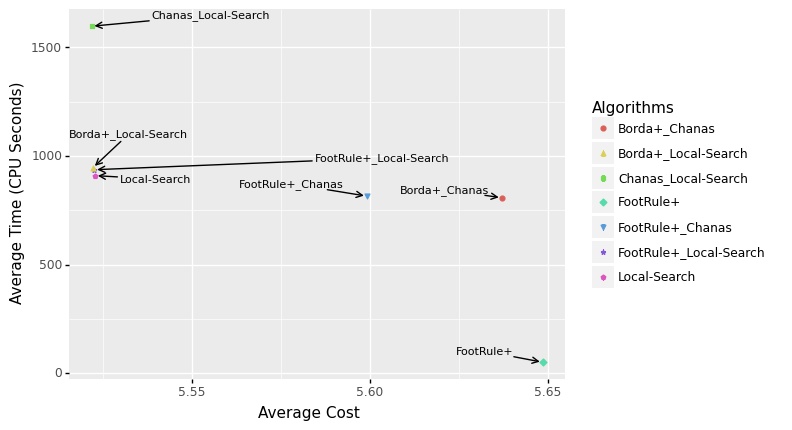 Chanas_Local-Search
1500
Borda+_Local-Search
1000
FootRule+_Local-Search
Local-Search
FootRule+_Chanas
Borda+_Chanas
500
FootRule+
0
5.55
5.60
5.65
Average Cost
Average Time (CPU Seconds)
Algorithms
Borda+_Chanas
Borda+_Local-Search
Chanas_Local-Search
FootRule+
FootRule+_Chanas
FootRule+_Local-Search
Local-Search